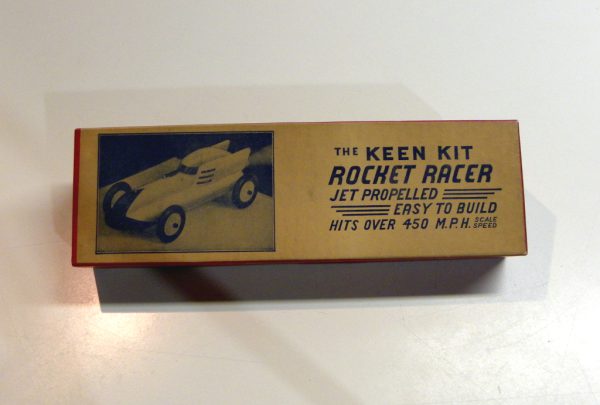 THE KEEN KIT
ROCKET RACER
JET PROPELLED
EASY TO BUILD
HITS OVER 450 M.P.H. SCALE SPEED